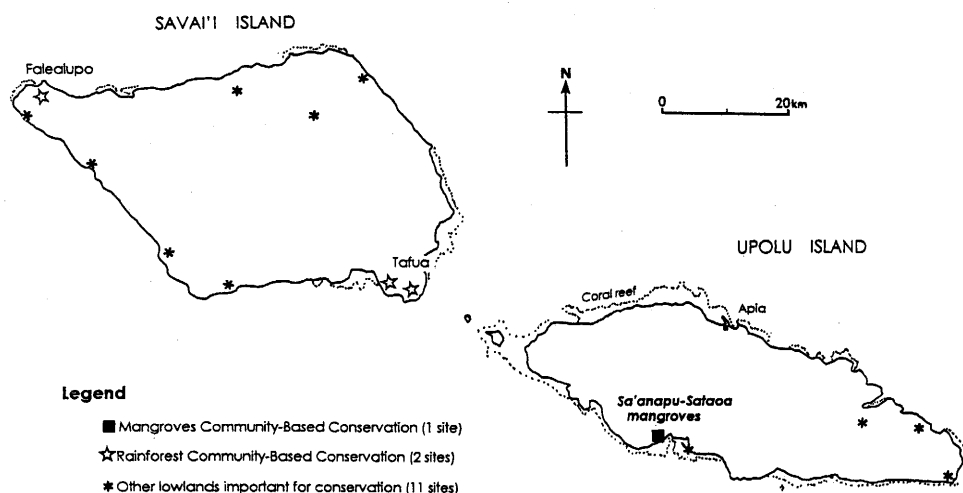 SAVAI'I ISLAND
Falealupo
N
0 20km
Tafua
UPOLU ISLAND
Coral reef
Apia
Sa'anapu-Sataoa
mangroves
Legend
Mangroves Community-Based Conservation (1 site)
Rainforest Community-Based Conservation (2 sites)
Other lowlands important for conservation (11 sites)